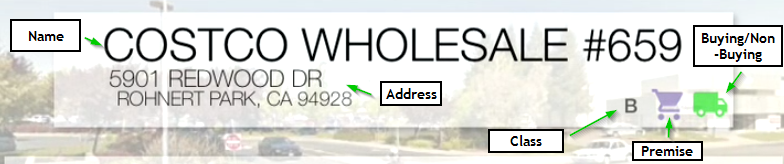 Name
COSTCO WHOLESALE #659
Buying/Non
-Buying
5901 REDWOOD DR
ROHNERT PARK, CA 94928
Address
B
Class
Premise